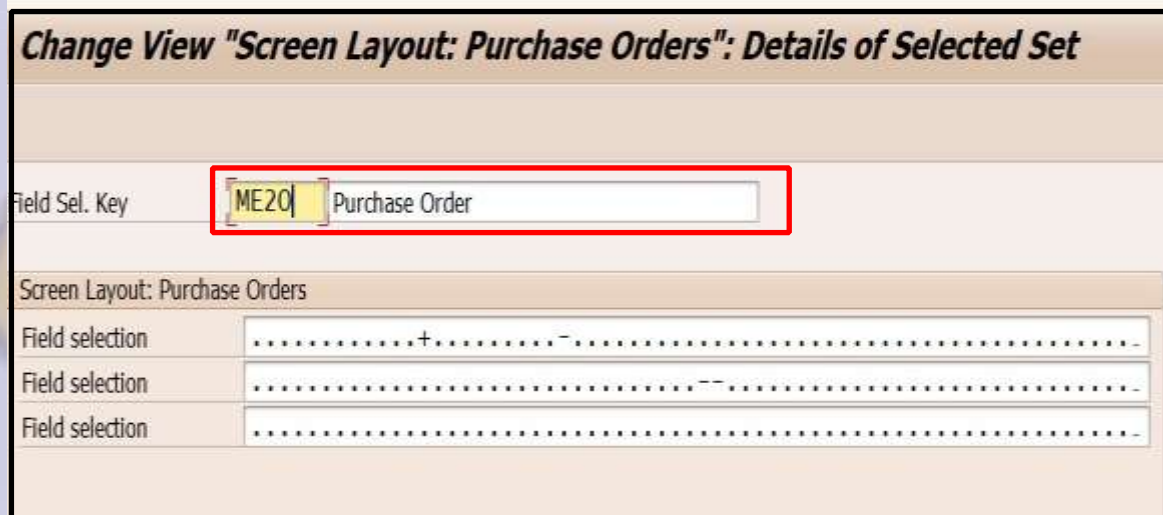 Change View "Screen Layout: Purchase Orders": Details of Selected Set
Field Sel. Key ME20 Purchase Order
Screen Layout: Purchase Orders
Field selection ............+.........-........................................_
Field selection ................................--............................._
Field selection ..............................................................._